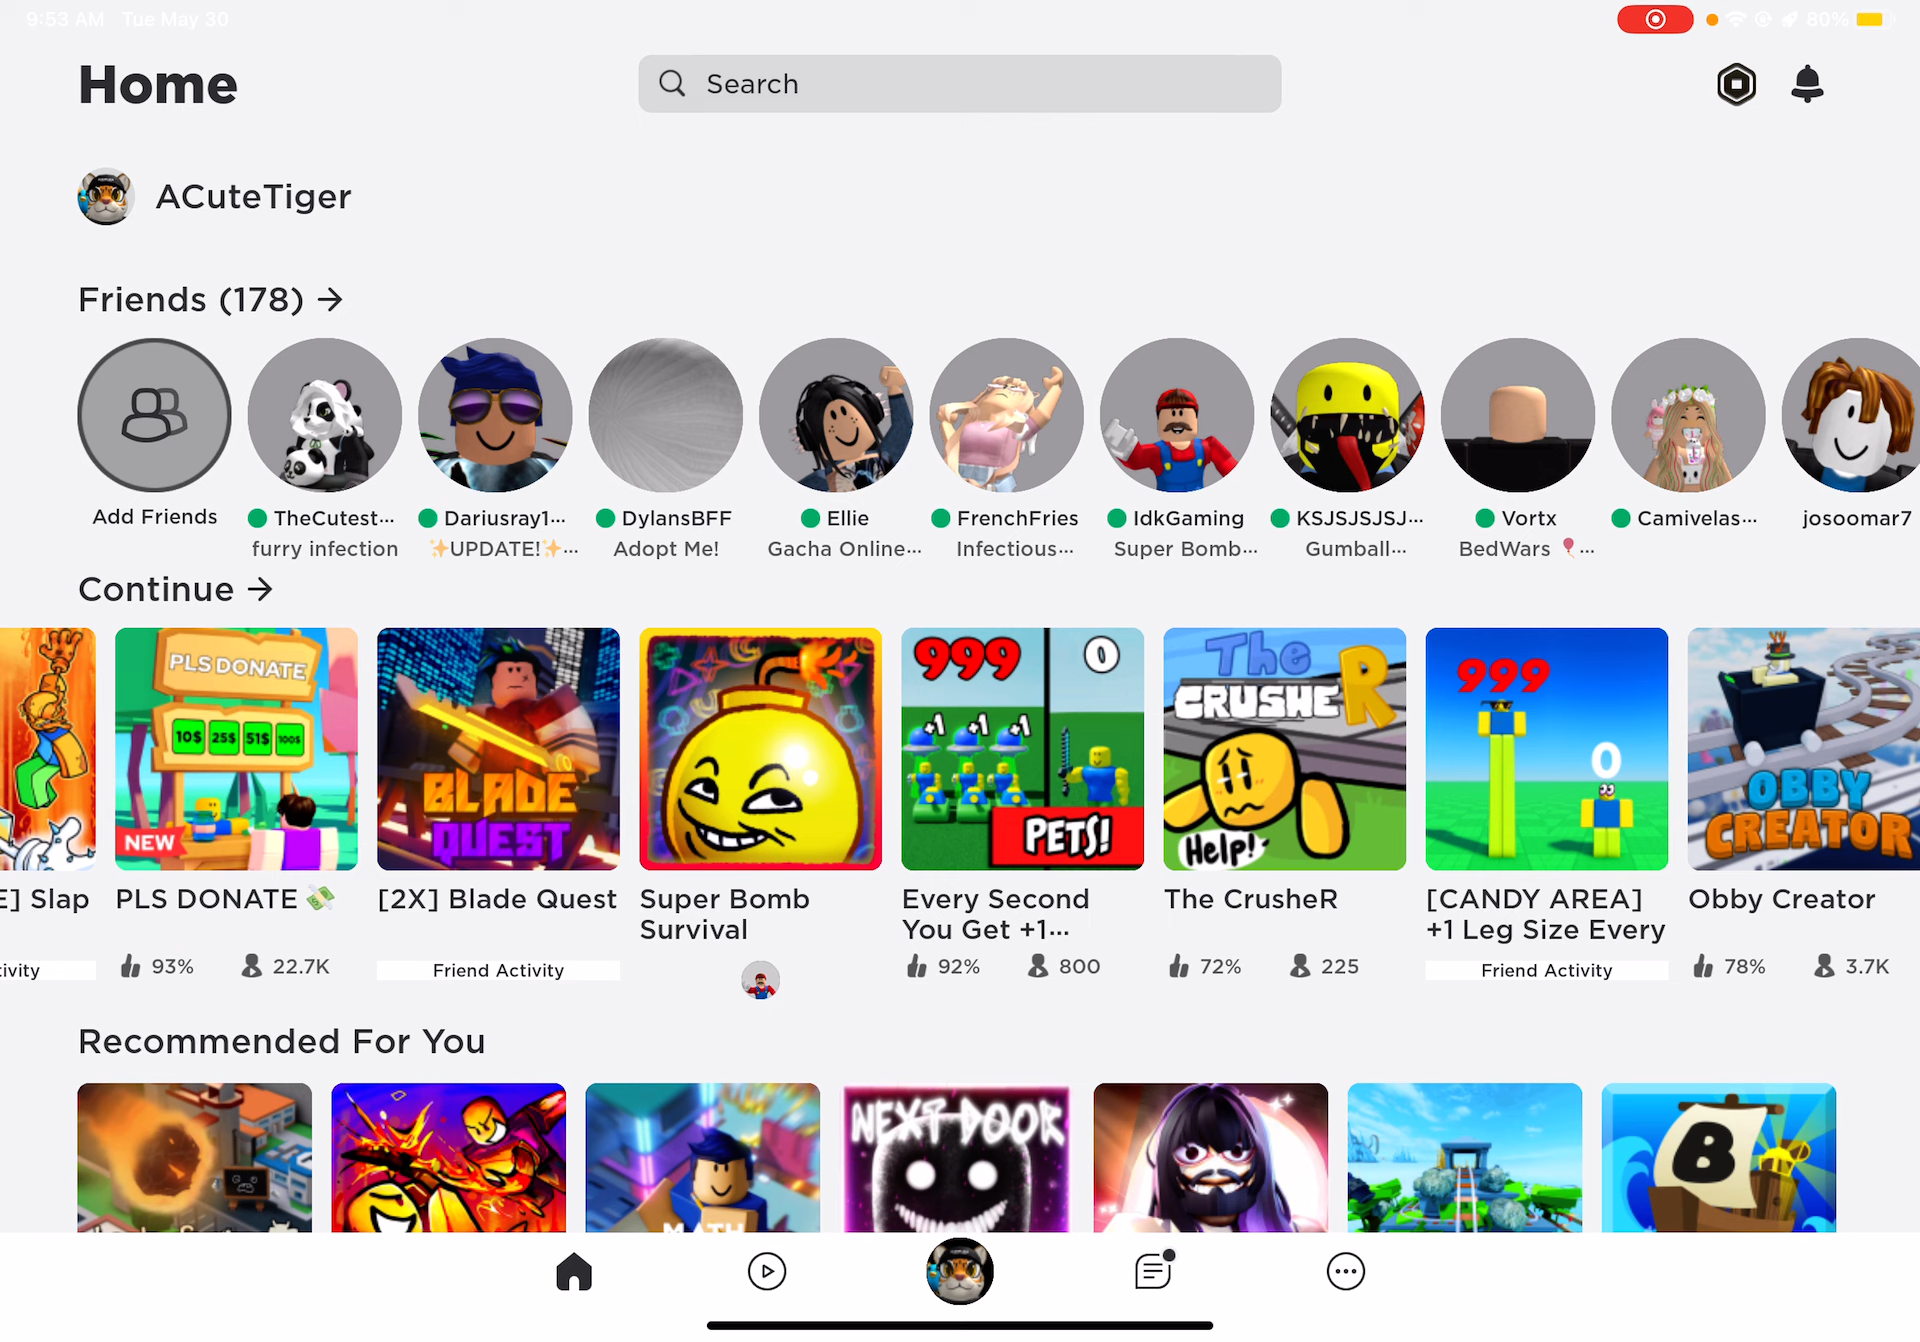 9:53 AM Tue May 30
80%
Home
Search
ACuteTiger
Friends (178) →
Add Friends
TheCutest...
furry infection
Dariusray1...
✨UPDATE!✨...
DylansBFF
Adopt Me!
Ellie
Gacha Online...
FrenchFries
Infectious...
IdkGaming
Super Bomb...
KSJSJSJSJ...
Gumball...
Vortx
BedWars 🎈...
Camivelas...
josoomar7
Continue →
PLS DONATE
10$ 25$ 51$ 100$
NEW
BLADE
QUEST
999
0
+1 +1 +1
PETS!
The
CRUSHER
Help!
999
0
OBBY
CREATOR
E] Slap
ivity
PLS DONATE 💸
93% 22.7K
[2X] Blade Quest
Friend Activity
Super Bomb
Survival
Every Second
You Get +1...
92% 800
The CrusheR
72% 225
[CANDY AREA]
+1 Leg Size Every
Friend Activity
Obby Creator
78% 3.7K
Recommended For You
MATH
NEXT DOOR
B